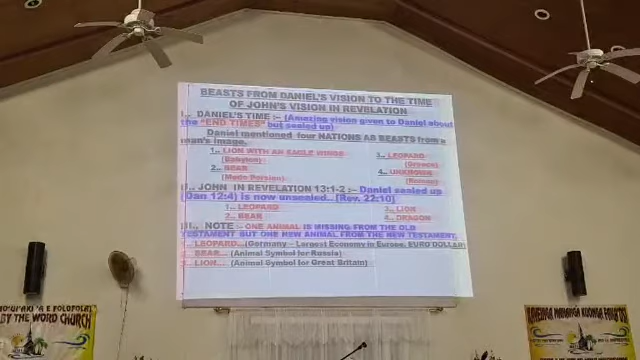 BEASTS FROM DANIEL'S VISION TO THE TIME
OF JOHN'S VISION IN REVELATION
I.. DANIEL'S TIME :- (Amazing vision given to Daniel about
the "END TIMES" but sealed up)
Daniel mentioned four NATIONS AS BEASTS from a
man's image.
1.. LION WITH AN EAGLE WINGS
(Babylon)
2.. BEAR
(Medo Persian)
3.. LEOPARD
(Greece)
4.. UNKNOWN
(Roman)
II.. JOHN IN REVELATION 13:1-2 :- Daniel sealed up
(Dan 12:4) is now unsealed.. [Rev. 22:10]
1.. LEOPARD
2.. BEAR
3.. LION
4.. DRAGON
III.. NOTE - ONE ANIMAL IS MISSING FROM THE OLD
TESTAMENT BUT ONE NEW ANIMAL FROM THE NEW TESTAMENT.
LEOPARD... (Germany – Largest Economy in Europe, EURO DOLLAR)
BEAR... (Animal Symbol for Russia)
LION... (Animal Symbol for Great Britain)
BY THE WORD CHURCH